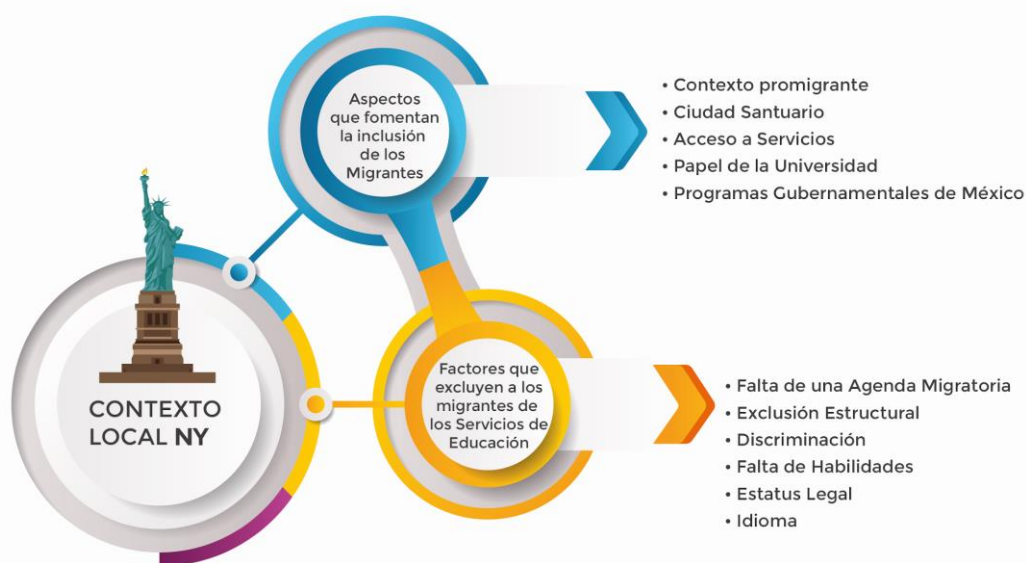 CONTEXTO
LOCAL NY
Aspectos
que fomentan
la inclusión
de los
Migrantes
• Contexto promigrante
• Ciudad Santuario
• Acceso a Servicios
• Papel de la Universidad
• Programas Gubernamentales de México
Factores que
excluyen a los
migrantes de
los Servicios de
Educación
• Falta de una Agenda Migratoria
• Exclusión Estructural
• Discriminación
• Falta de Habilidades
• Estatus Legal
• Idioma